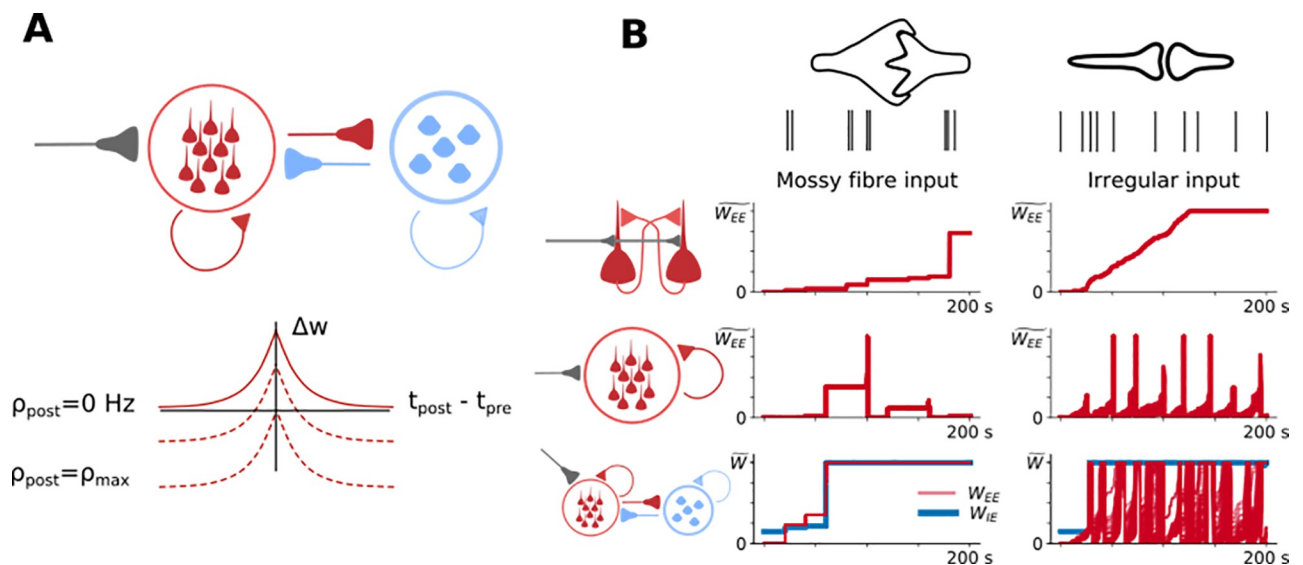 A
Δw
ρpost=0 Hz
tpost - tpre
ρpost=ρmax
B
Mossy fibre input
Irregular input
W̃EE
0
200 s
W̃EE
0
200 s
W̃EE
0
200 s
W̃EE
0
200 s
W̃
WEE
WIE
0
200 s
W̃
0
200 s